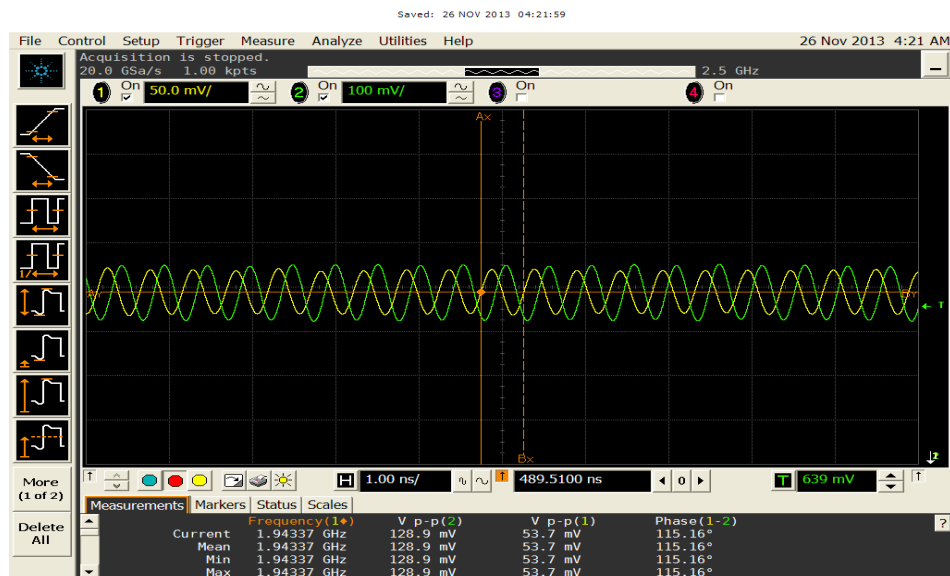 Saved: 26 NOV 2013 04:21:59
File Control Setup Trigger Measure Analyze Utilities Help 26 Nov 2013 4:21 AM
Acquisition is stopped.
20.0 GSa/s 1.00 kpts 2.5 GHz
1 On 50.0 mV/ 2 On 100 mV/ 3 On 4 On
Ax
Ay By
T
Bx
1/
More
(1 of 2)
Delete
All
H 1.00 ns/ T 489.5100 ns 0 T 639 mV
Measurements Markers Status Scales
Frequency(1) V p-p(2) V p-p(1) Phase(1-2) ?
Current 1.94337 GHz 128.9 mV 53.7 mV 115.16°
Mean 1.94337 GHz 128.9 mV 53.7 mV 115.16°
Min 1.94337 GHz 128.9 mV 53.7 mV 115.16°
Max 1.94337 GHz 128.9 mV 53.7 mV 115.16°